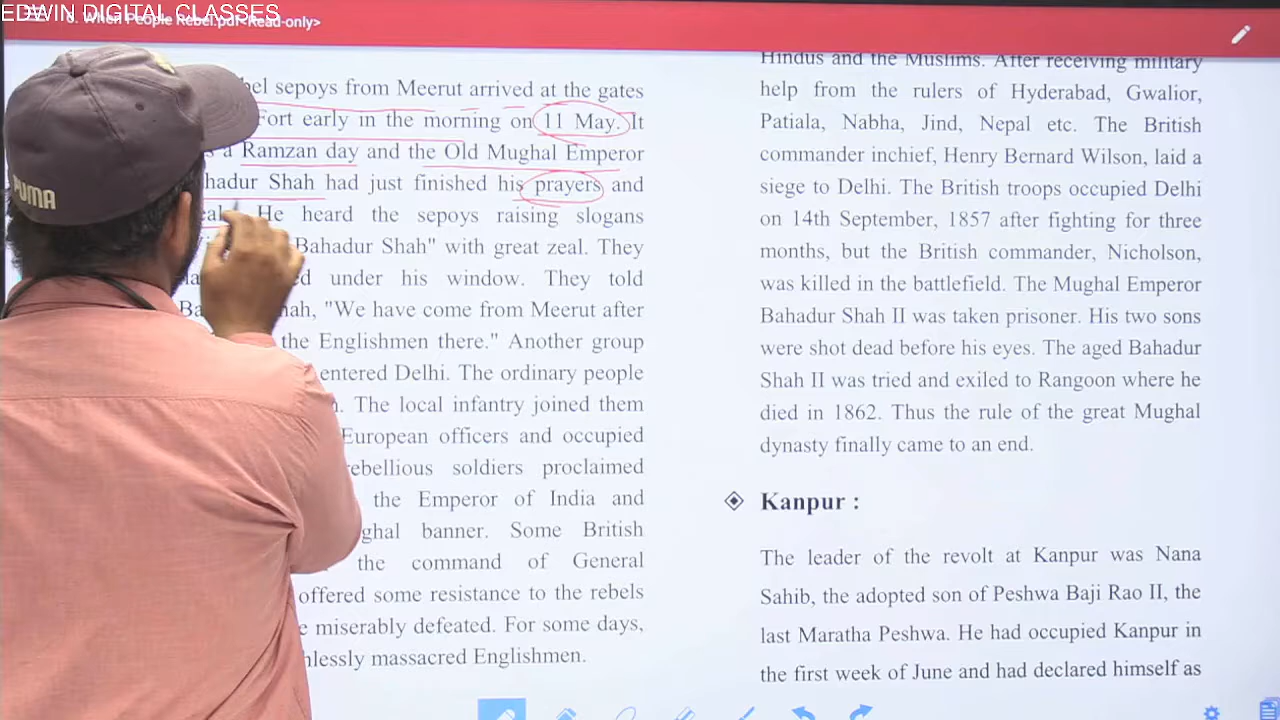 EDWIN DIGITAL CLASSES
When People Rebel.pdf<Read-only>
PUMA
sepoys from Meerut arrived at the gates
Fort early in the morning on 11 May. It
a Ramzan day and the Old Mughal Emperor
Shah had just finished his prayers and
He heard the sepoys raising slogans
Bahadur Shah" with great zeal. They
under his window. They told
"We have come from Meerut after
the Englishmen there." Another group
entered Delhi. The ordinary people
The local infantry joined them
European officers and occupied
rebellious soldiers proclaimed
the Emperor of India and
banner. Some British
the command of General
offered some resistance to the rebels
miserably defeated. For some days,
massacred Englishmen.
Hindus and the Muslims. After receiving military
help from the rulers of Hyderabad, Gwalior,
Patiala, Nabha, Jind, Nepal etc. The British
commander inchief, Henry Bernard Wilson, laid a
siege to Delhi. The British troops occupied Delhi
on 14th September, 1857 after fighting for three
months, but the British commander, Nicholson,
was killed in the battlefield. The Mughal Emperor
Bahadur Shah II was taken prisoner. His two sons
were shot dead before his eyes. The aged Bahadur
Shah II was tried and exiled to Rangoon where he
died in 1862. Thus the rule of the great Mughal
dynasty finally came to an end.
Kanpur :
The leader of the revolt at Kanpur was Nana
Sahib, the adopted son of Peshwa Baji Rao II, the
last Maratha Peshwa. He had occupied Kanpur in
the first week of June and had declared himself as